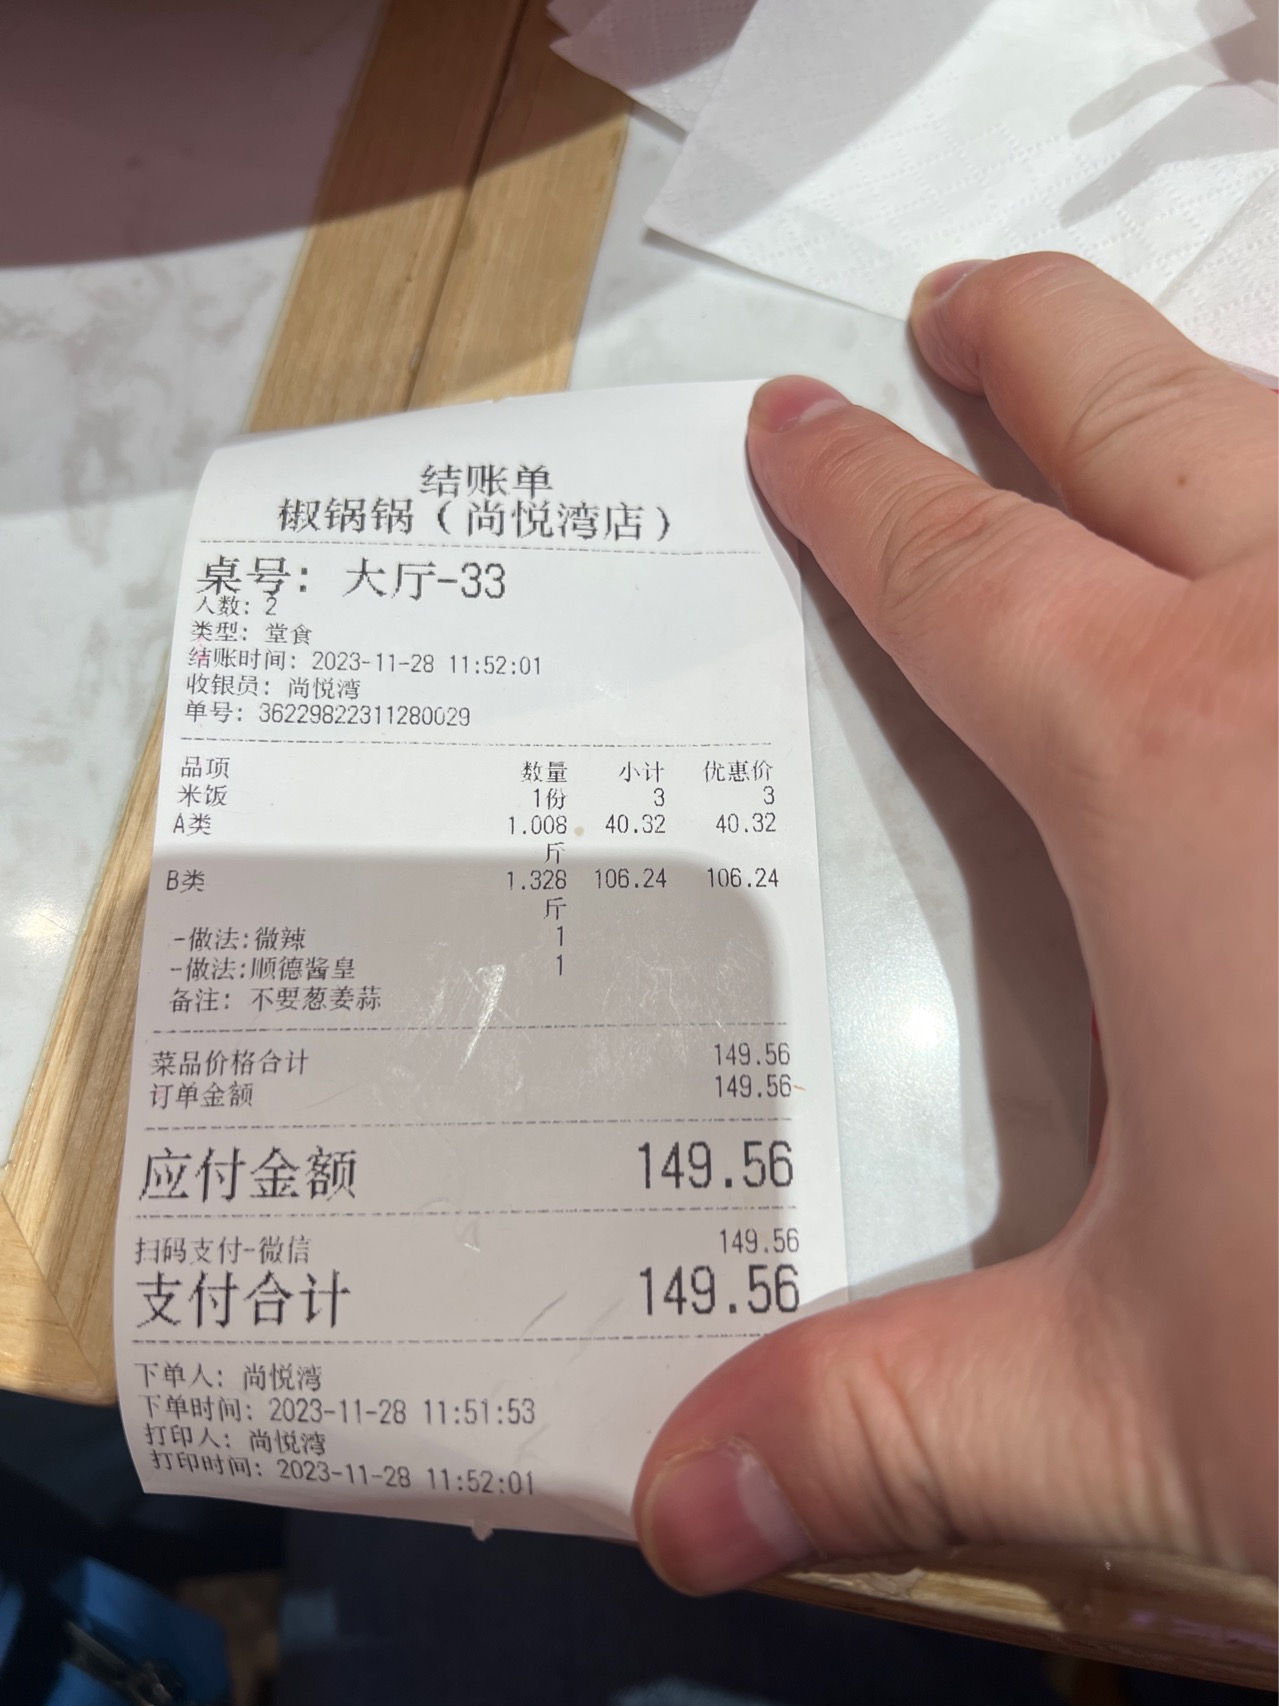 结账单
椒锅锅（尚悦湾店）
桌号：大厅-33
人数: 2
类型: 堂食
结账时间: 2023-11-28 11:52:01
收银员: 尚悦湾
单号: 36229822311280029
品项 数量 小计 优惠价
米饭 1份 3 3
A类 1.008 40.32 40.32
斤
B类 1.328 106.24 106.24
斤
-做法:微辣 1
-做法:顺德酱皇 1
备注: 不要葱姜蒜
菜品价格合计 149.56
订单金额 149.56
应付金额 149.56
扫码支付-微信 149.56
支付合计 149.56
下单人: 尚悦湾
下单时间: 2023-11-28 11:51:53
打印人: 尚悦湾
打印时间: 2023-11-28 11:52:01